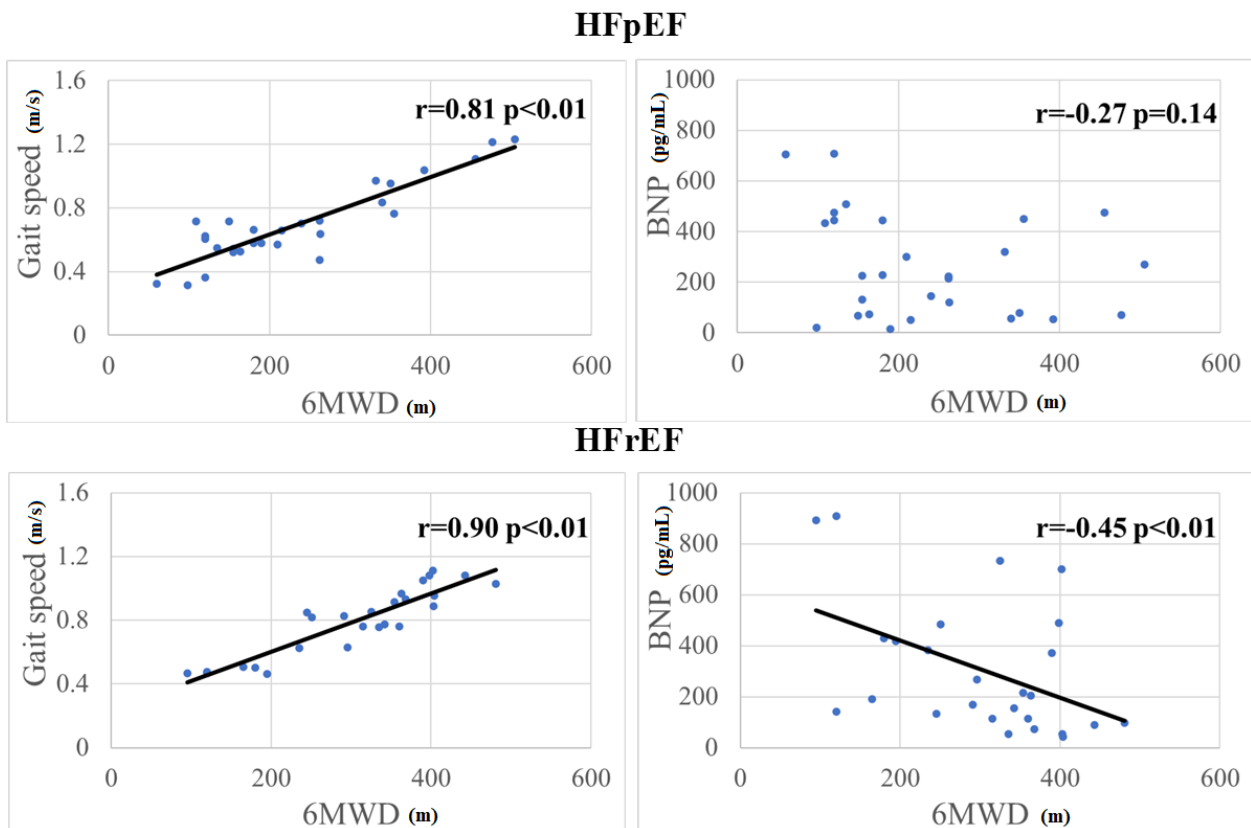 HFpEF
Gait speed (m/s)
1.6
1.2
0.8
0.4
0
r=0.81 p<0.01
0 200 400 600
6MWD (m)
BNP (pg/mL)
1000
800
600
400
200
0
r=-0.27 p=0.14
0 200 400 600
6MWD (m)
HFrEF
Gait speed (m/s)
1.6
1.2
0.8
0.4
0
r=0.90 p<0.01
0 200 400 600
6MWD (m)
BNP (pg/mL)
1000
800
600
400
200
0
r=-0.45 p<0.01
0 200 400 600
6MWD (m)